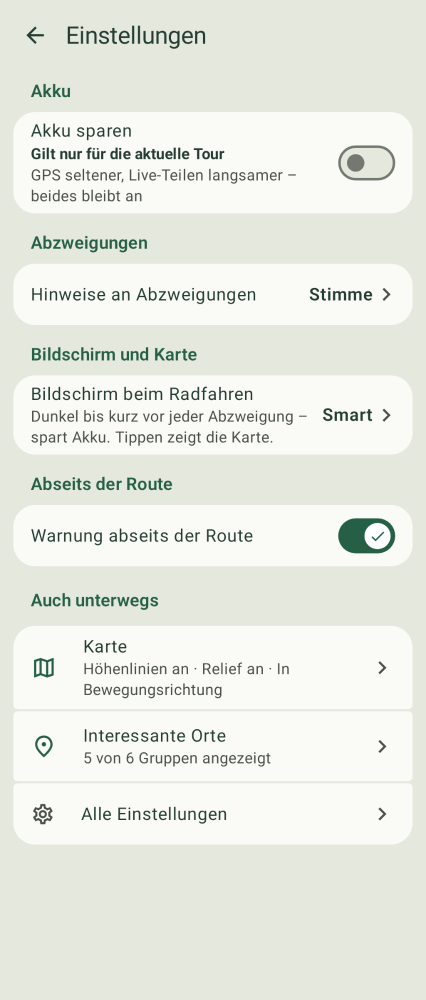 Einstellungen
Akku
Akku sparen
Gilt nur für die aktuelle Tour
GPS seltener, Live-Teilen langsamer –
beides bleibt an
Abzweigungen
Hinweise an Abzweigungen
Stimme
Bildschirm und Karte
Bildschirm beim Radfahren
Dunkel bis kurz vor jeder Abzweigung –
spart Akku. Tippen zeigt die Karte.
Smart
Abseits der Route
Warnung abseits der Route
Auch unterwegs
Karte
Höhenlinien an · Relief an · In
Bewegungsrichtung
Interessante Orte
5 von 6 Gruppen angezeigt
Alle Einstellungen